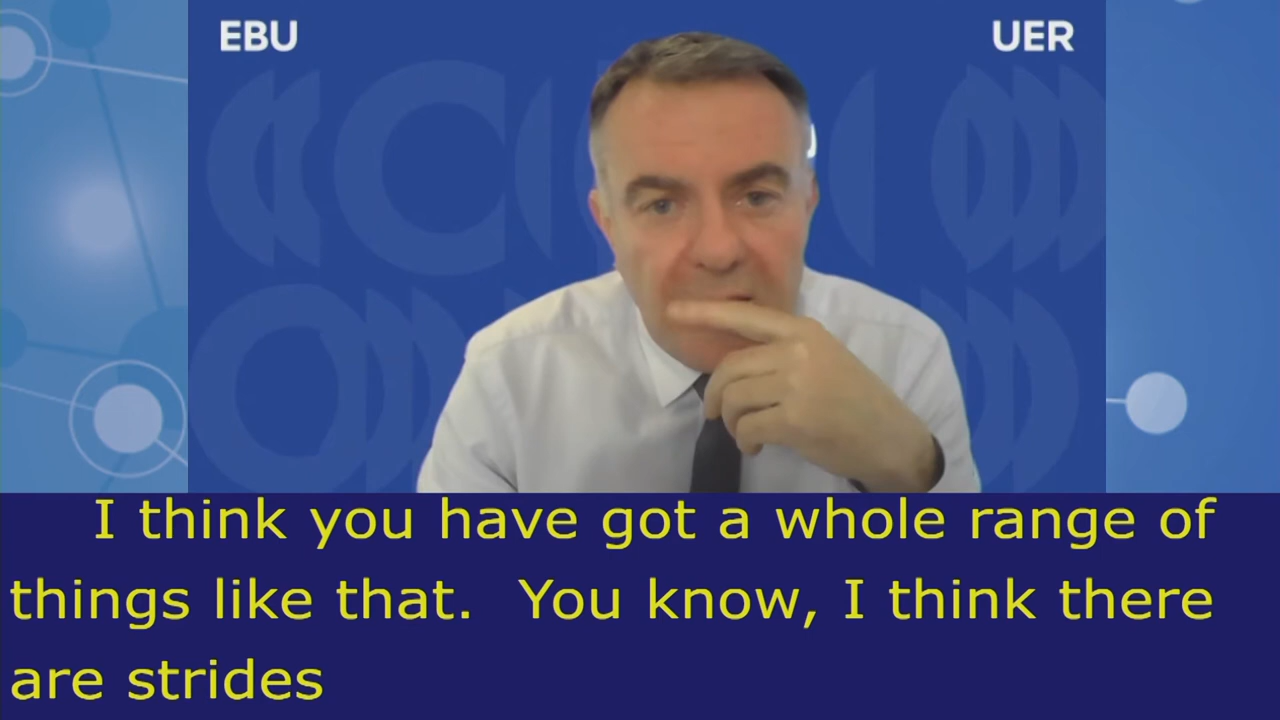 EBU UER
I think you have got a whole range of
things like that. You know, I think there
are strides